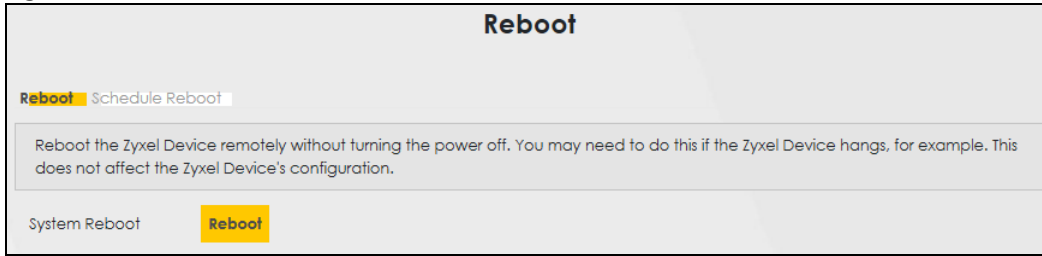 Reboot
Reboot Schedule Reboot
Reboot the Zyxel Device remotely without turning the power off. You may need to do this if the Zyxel Device hangs, for example. This
does not affect the Zyxel Device's configuration.
System Reboot Reboot